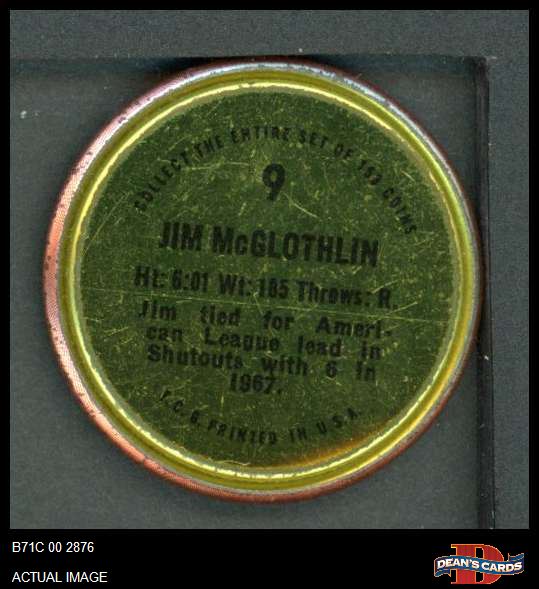 COLLECT THE ENTIRE SET OF 153 COINS
9
JIM McGLOTHLIN
Ht: 6:01 Wt: 185 Throws: R.
Jim tied for Ameri-
can League lead in
Shutouts with 6 in
1967.
T.C.G. PRINTED IN U.S.A.
B71C 00 2876
ACTUAL IMAGE
B
DEAN'S CARDS